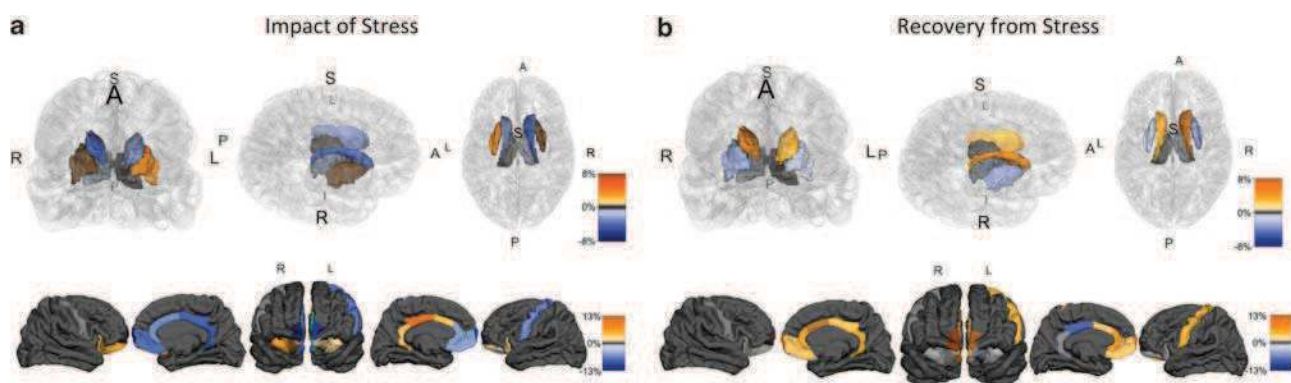 a
Impact of Stress
b
Recovery from Stress
S
A
R
L
S
L
P
A
R
A
L
S
R
P
8%
0%
-8%
S
A
R
L
P
S
L
P
A
R
A
L
S
R
P
8%
0%
-8%
R
L
13%
0%
-13%
R
L
13%
0%
-13%